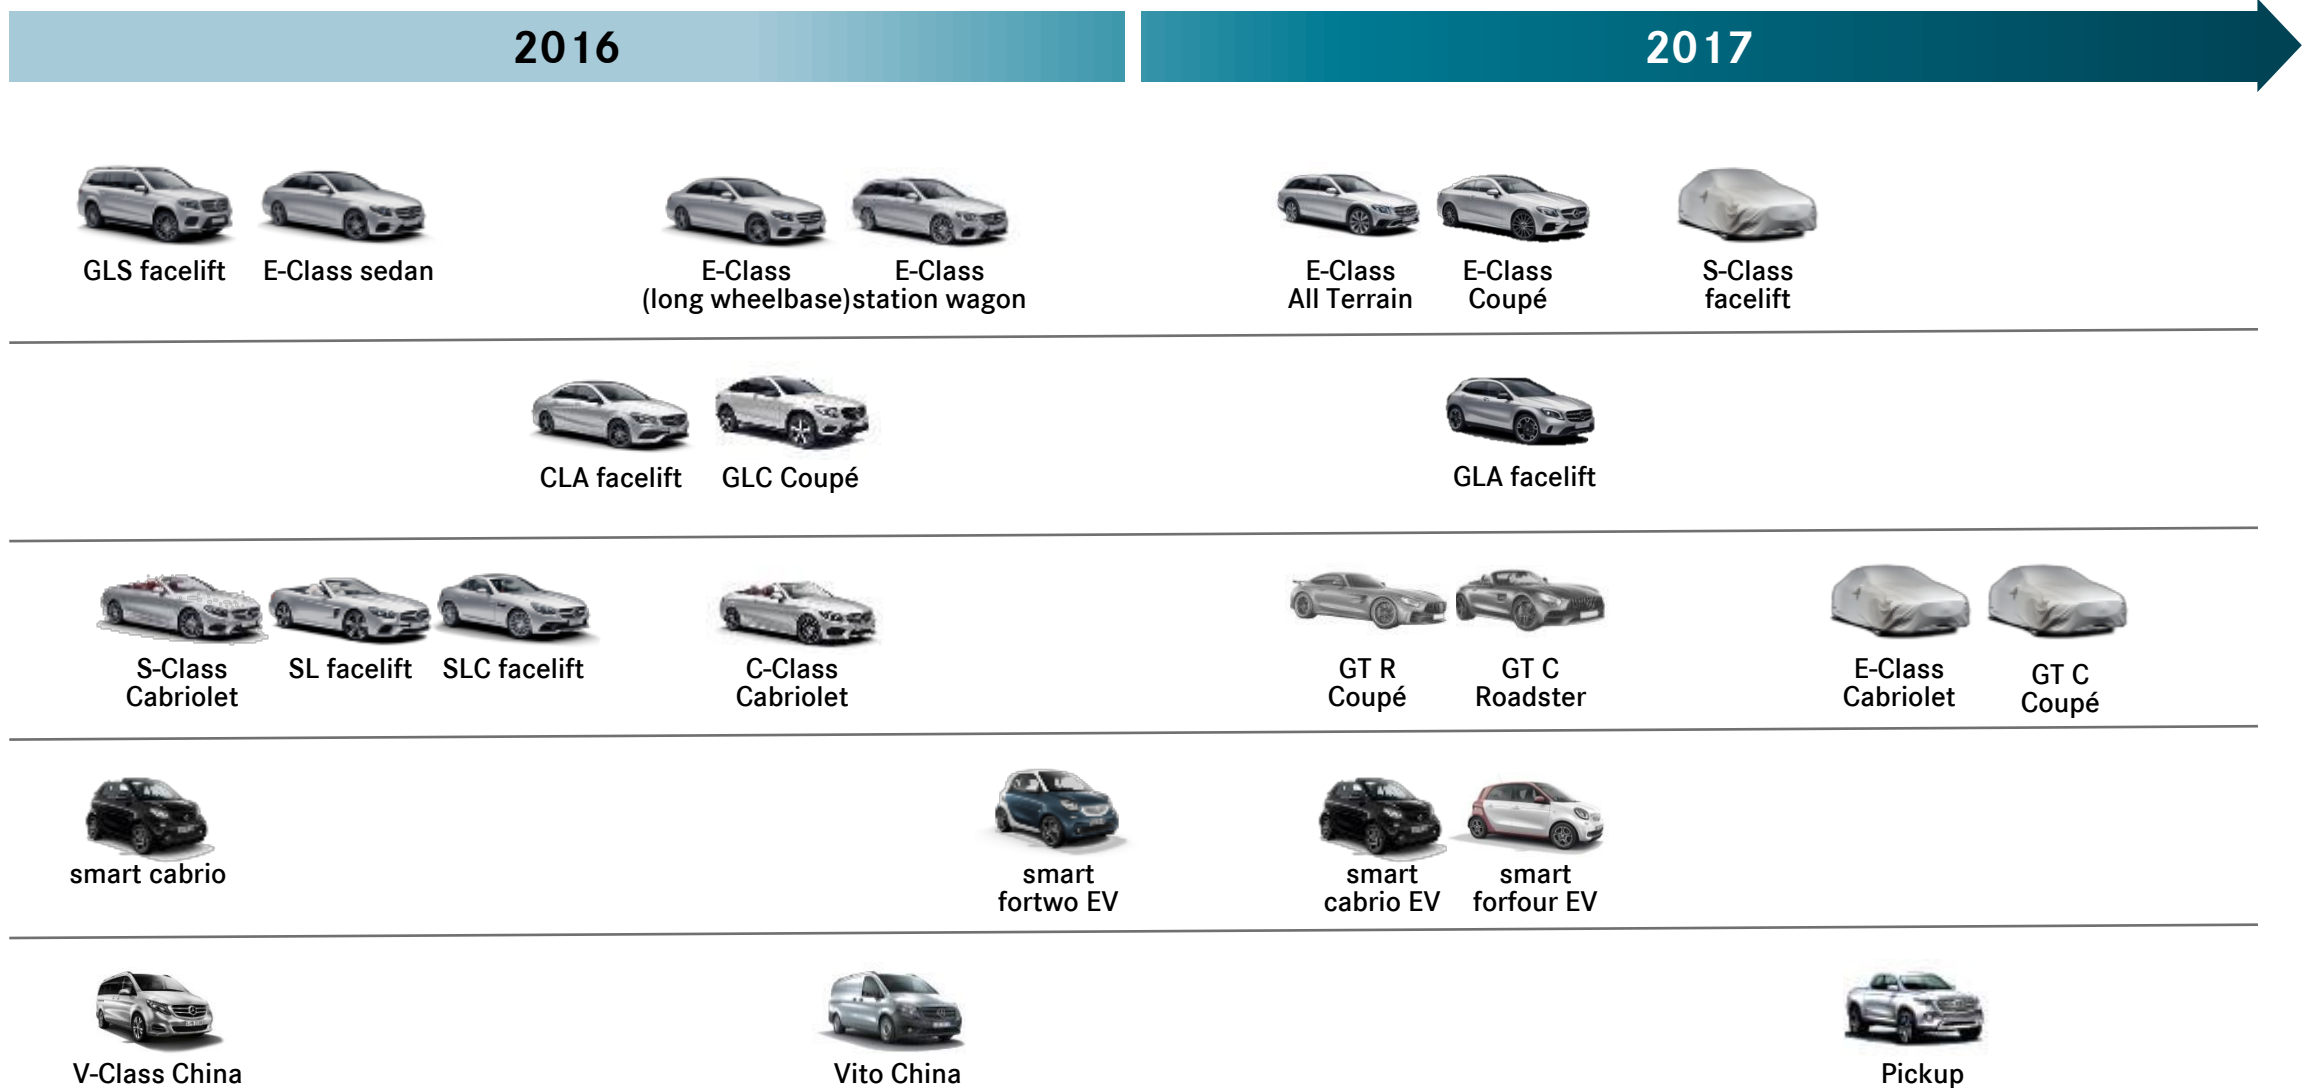 2016
2017
GLS facelift
E-Class sedan
E-Class
(long wheelbase)
E-Class
station wagon
E-Class
All Terrain
E-Class
Coupé
S-Class
facelift
CLA facelift
GLC Coupé
GLA facelift
S-Class
Cabriolet
SL facelift
SLC facelift
C-Class
Cabriolet
GT R
Coupé
GT C
Roadster
E-Class
Cabriolet
GT C
Coupé
smart cabrio
smart
fortwo EV
smart
cabrio EV
smart
forfour EV
V-Class China
Vito China
Pickup